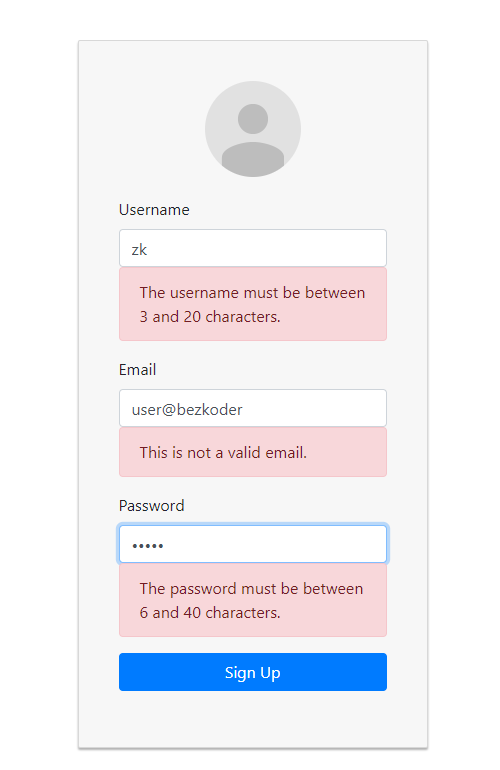 Username
zk
The username must be between
3 and 20 characters.
Email
user@bezkoder
This is not a valid email.
Password
•••••
The password must be between
6 and 40 characters.
Sign Up